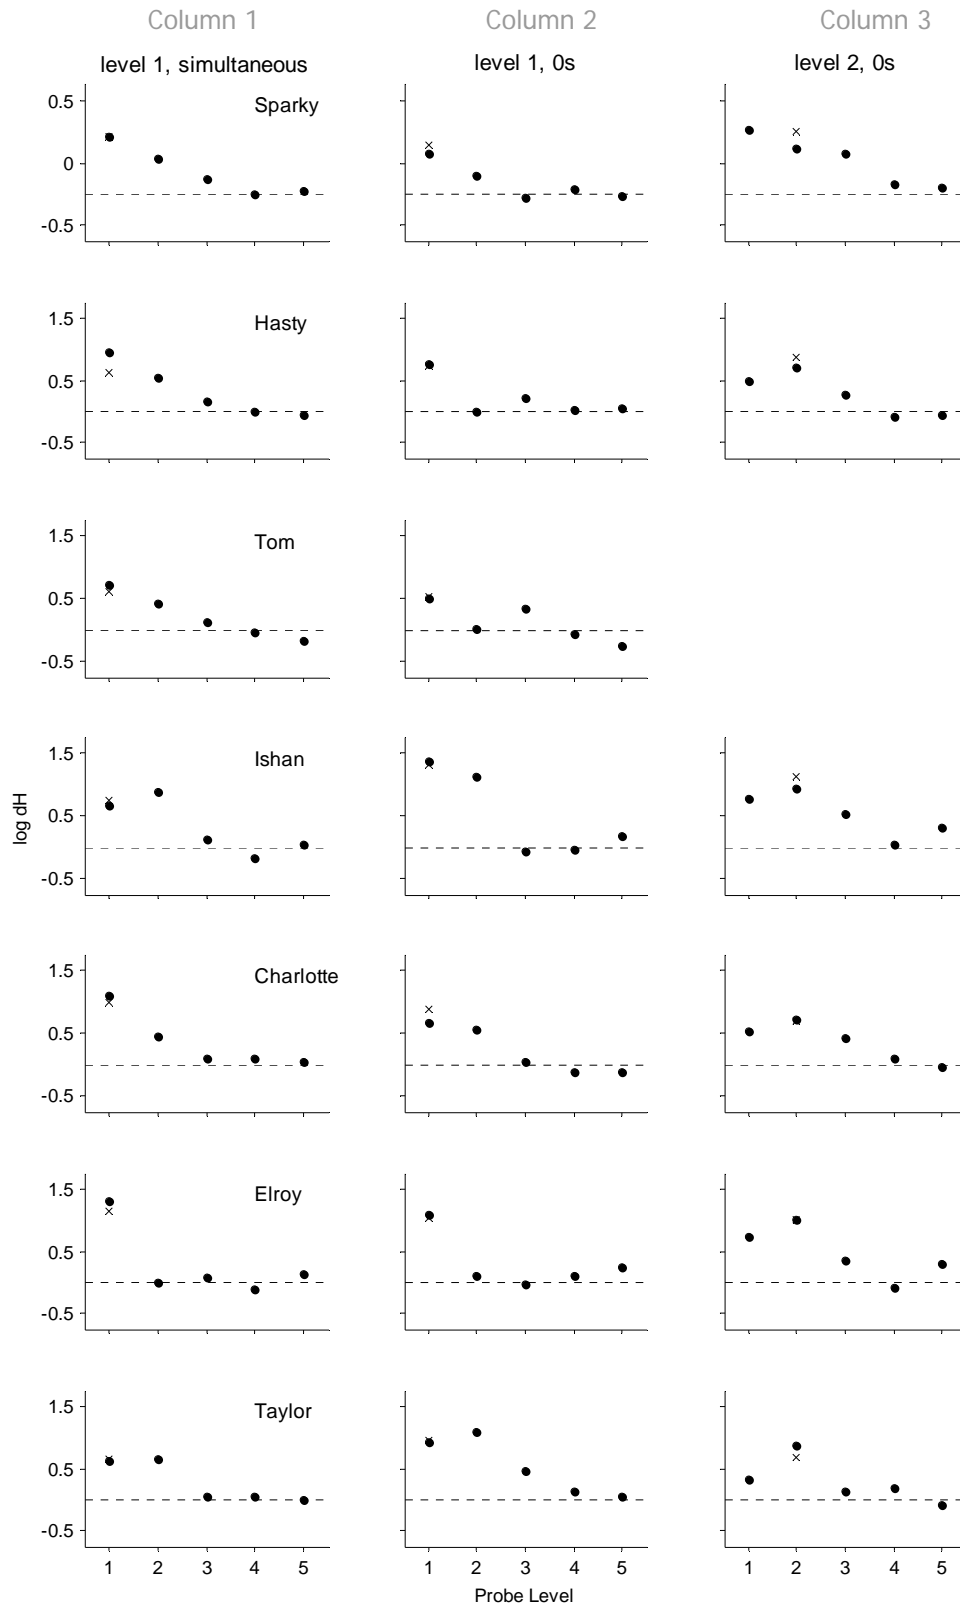 Column 1 Column 2 Column 3
level 1, simultaneous level 1, 0s level 2, 0s
Sparky
0.5
0
-0.5
Hasty
1.5
0.5
-0.5
Tom
1.5
0.5
-0.5
Ishan
1.5
0.5
-0.5
log dH
Charlotte
1.5
0.5
-0.5
Elroy
1.5
0.5
-0.5
Taylor
1.5
0.5
-0.5
1 2 3 4 5 1 2 3 4 5 1 2 3 4 5
Probe Level